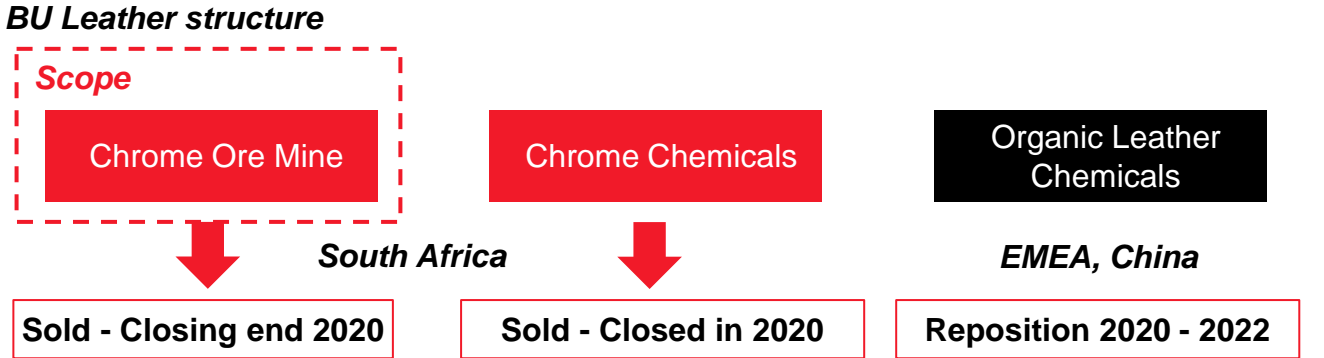 BU Leather structure
Scope
Chrome Ore Mine
Chrome Chemicals
Organic Leather
Chemicals
South Africa
EMEA, China
Sold - Closing end 2020
Sold - Closed in 2020
Reposition 2020 - 2022